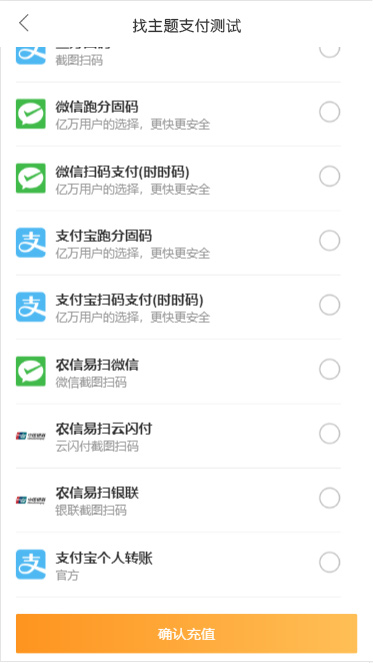 找主题支付测试
截图扫码
微信跑分固码
亿万用户的选择，更快更安全
微信扫码支付(时时码)
亿万用户的选择，更快更安全
支付宝跑分固码
亿万用户的选择，更快更安全
支付宝扫码支付(时时码)
亿万用户的选择，更快更安全
农信易扫微信
微信截图扫码
农信易扫云闪付
云闪付截图扫码
农信易扫银联
银联截图扫码
支付宝个人转账
官方
确认充值